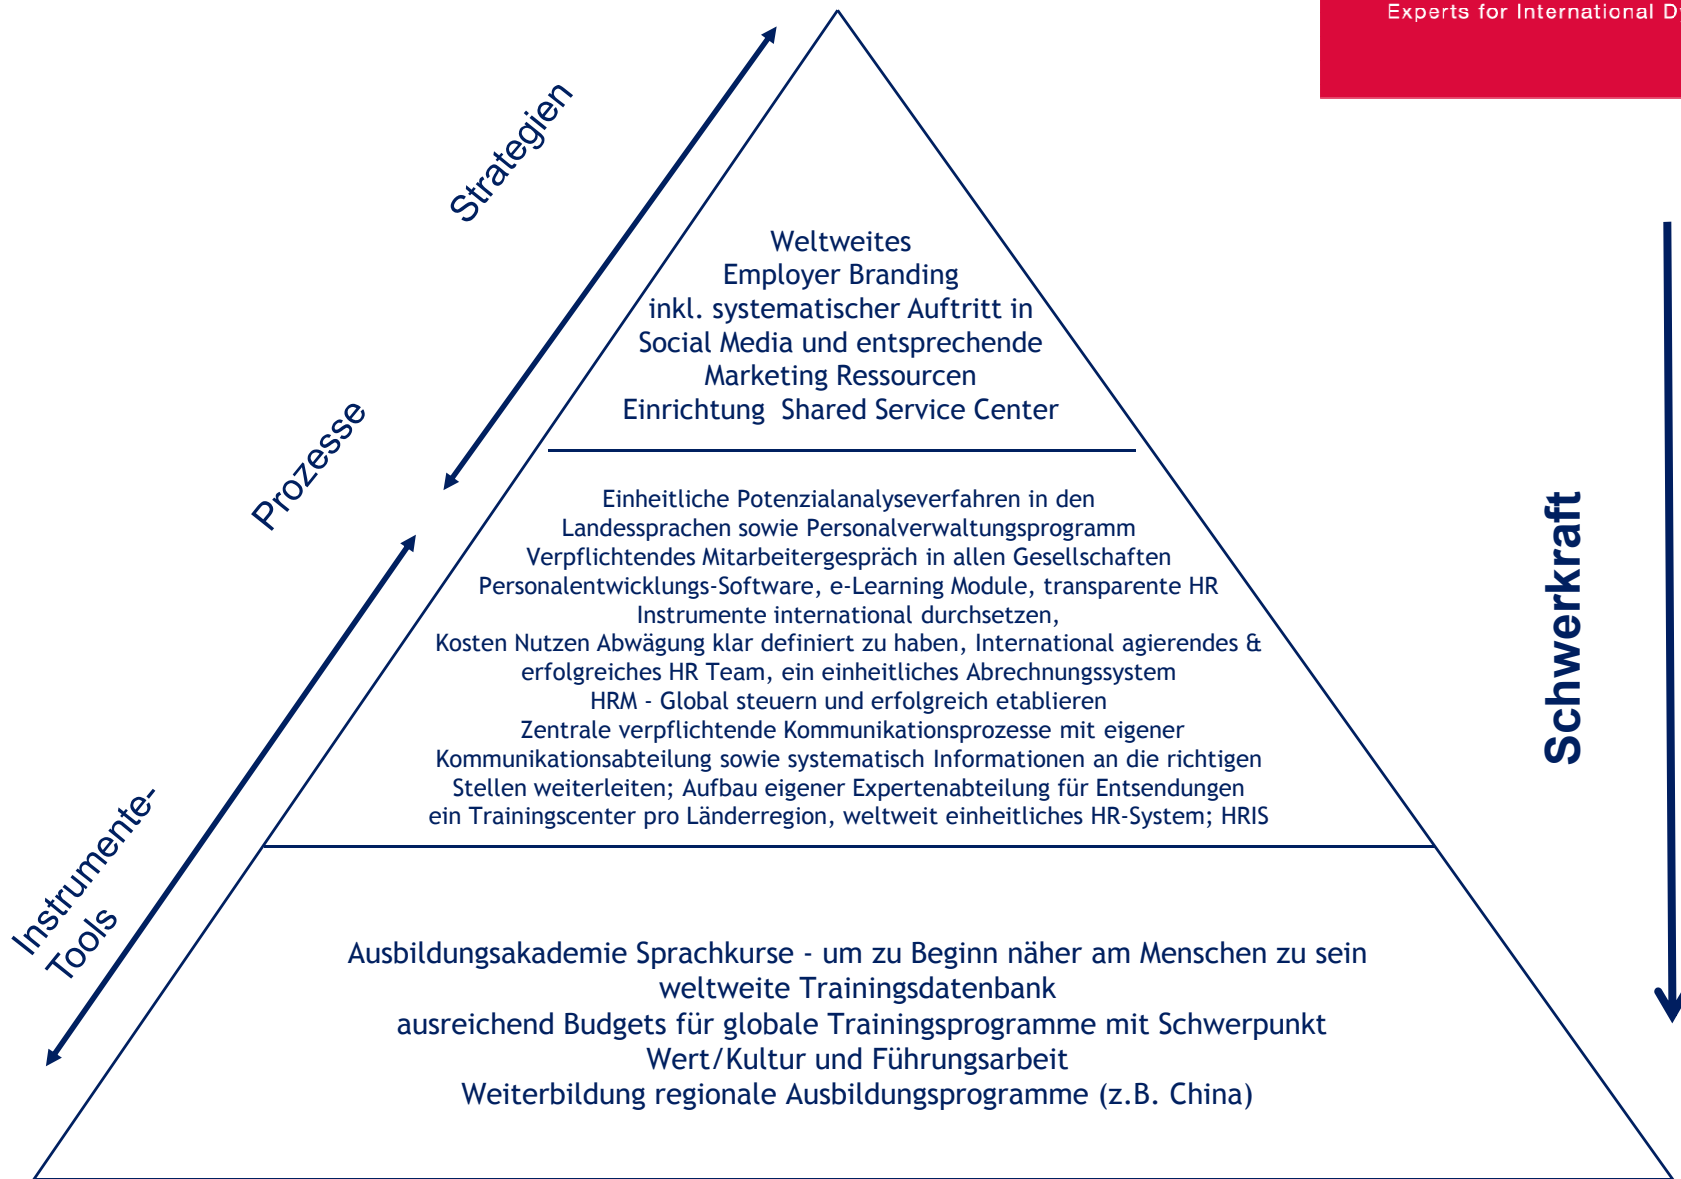 Experts for International
Strategien
Weltweites
Employer Branding
inkl. systematischer Auftritt in
Social Media und entsprechende
Marketing Ressourcen
Einrichtung Shared Service Center
Prozesse
Einheitliche Potenzialanalyseverfahren in den
Landessprachen sowie Personalverwaltungsprogramm
Verpflichtendes Mitarbeitergespräch in allen Gesellschaften
Personalentwicklungs-Software, e-Learning Module, transparente HR
Instrumente international durchsetzen,
Kosten Nutzen Abwägung klar definiert zu haben, International agierendes &
erfolgreiches HR Team, ein einheitliches Abrechnungssystem
HRM - Global steuern und erfolgreich etablieren
Zentrale verpflichtende Kommunikationsprozesse mit eigener
Kommunikationsabteilung sowie systematisch Informationen an die richtigen
Stellen weiterleiten; Aufbau eigener Expertenabteilung für Entsendungen
ein Trainingscenter pro Länderregion, weltweit einheitliches HR-System; HRIS
Schwerkraft
Instrumente-
Tools
Ausbildungsakademie Sprachkurse - um zu Beginn näher am Menschen zu sein
weltweite Trainingsdatenbank
ausreichend Budgets für globale Trainingsprogramme mit Schwerpunkt
Wert/Kultur und Führungsarbeit
Weiterbildung regionale Ausbildungsprogramme (z.B. China)